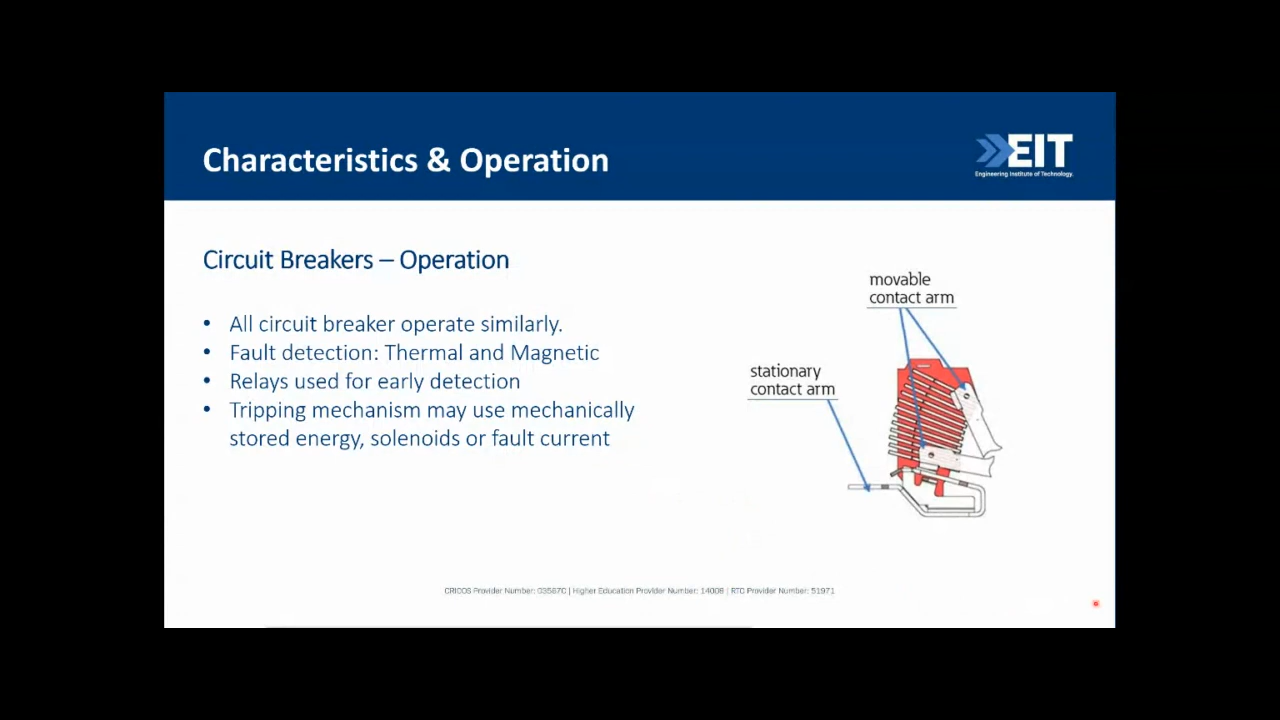 Characteristics & Operation
EIT
Engineering Institute of Technology.
Circuit Breakers – Operation
• All circuit breaker operate similarly.
• Fault detection: Thermal and Magnetic
• Relays used for early detection
• Tripping mechanism may use mechanically
stored energy, solenoids or fault current
movable
contact arm
stationary
contact arm
CRICOS Provider Number: 03567C | Higher Education Provider Number: 14008 | RTO Provider Number: 51971